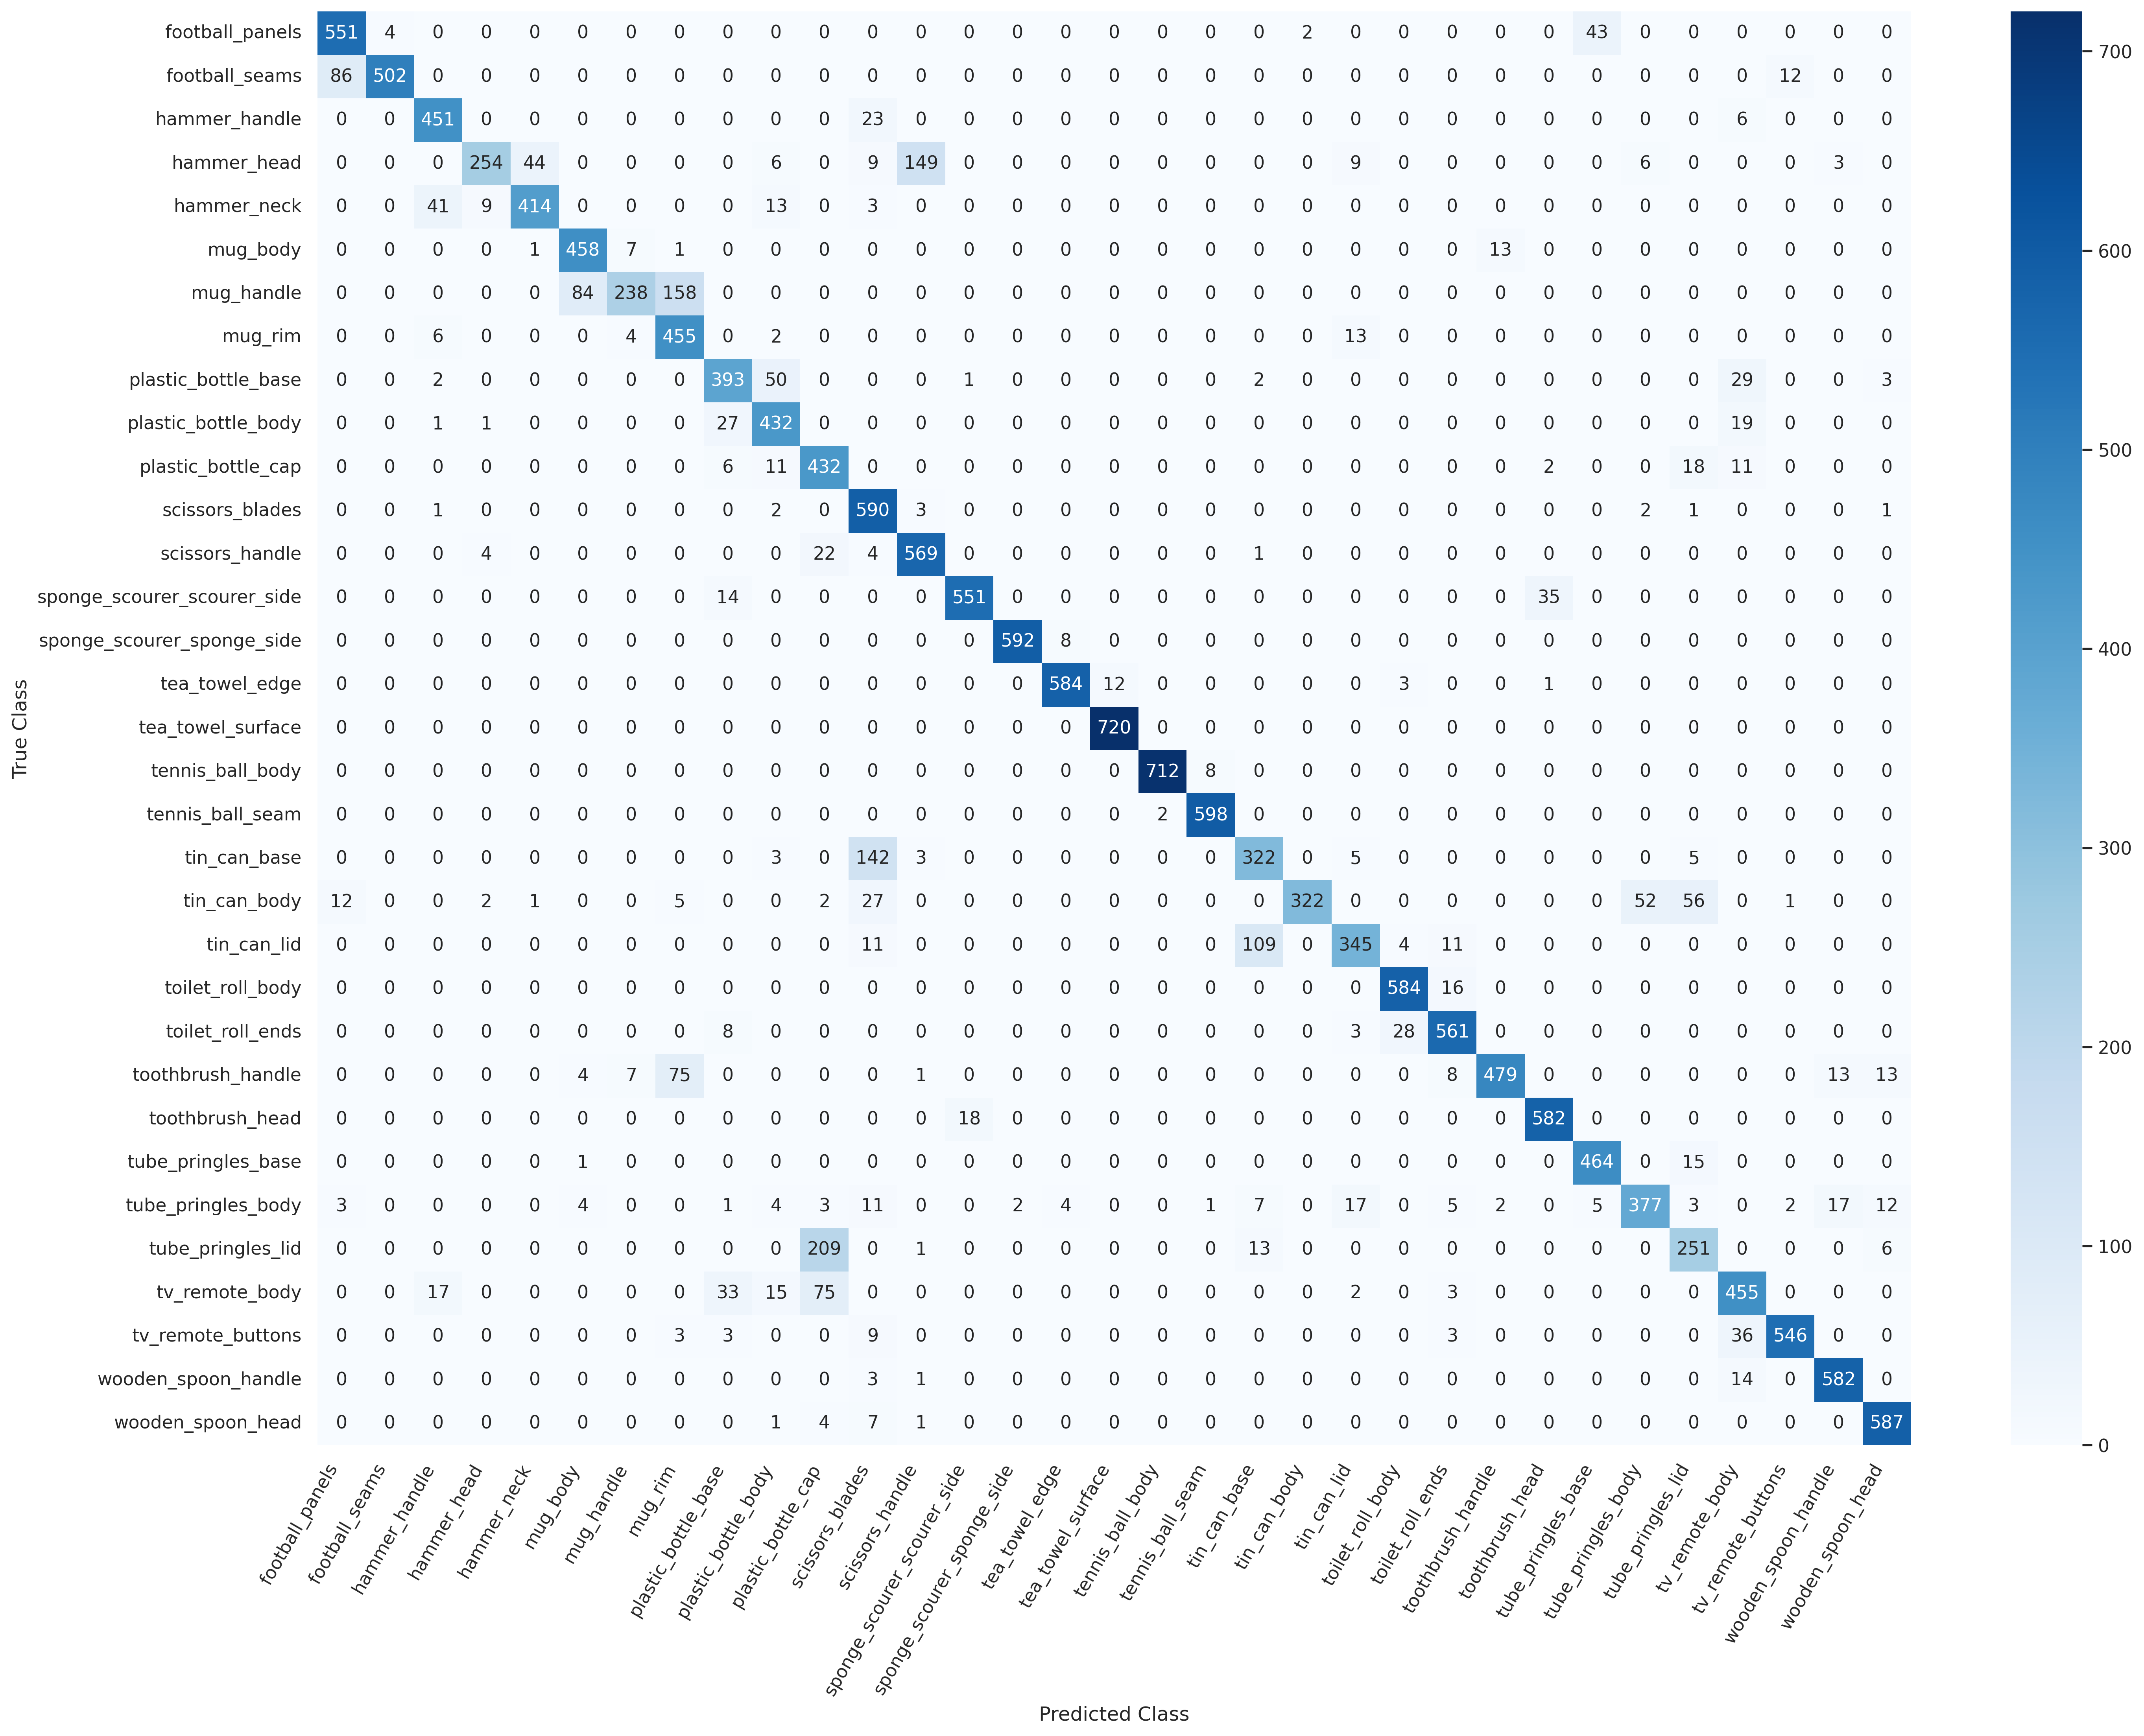 football_panels 551 4 0 0 0 0 0 0 0 0 0 0 0 0 0 0 0 0 0 0 2 0 0 0 0 0 43 0 0 0 0 0 0
football_seams 86 502 0 0 0 0 0 0 0 0 0 0 0 0 0 0 0 0 0 0 0 0 0 0 0 0 0 0 0 0 12 0 0
hammer_handle 0 0 451 0 0 0 0 0 0 0 0 23 0 0 0 0 0 0 0 0 0 0 0 0 0 0 0 0 0 6 0 0 0
hammer_head 0 0 0 254 44 0 0 0 0 6 0 9 149 0 0 0 0 0 0 0 0 9 0 0 0 0 0 6 0 0 0 3 0
hammer_neck 0 0 41 9 414 0 0 0 0 13 0 3 0 0 0 0 0 0 0 0 0 0 0 0 0 0 0 0 0 0 0 0 0
mug_body 0 0 0 0 1 458 7 1 0 0 0 0 0 0 0 0 0 0 0 0 0 0 0 0 13 0 0 0 0 0 0 0 0
mug_handle 0 0 0 0 0 84 238 158 0 0 0 0 0 0 0 0 0 0 0 0 0 0 0 0 0 0 0 0 0 0 0 0 0
mug_rim 0 0 6 0 0 0 4 455 0 2 0 0 0 0 0 0 0 0 0 0 0 13 0 0 0 0 0 0 0 0 0 0 0
plastic_bottle_base 0 0 2 0 0 0 0 0 393 50 0 0 0 1 0 0 0 0 0 2 0 0 0 0 0 0 0 0 0 29 0 0 3
plastic_bottle_body 0 0 1 1 0 0 0 0 27 432 0 0 0 0 0 0 0 0 0 0 0 0 0 0 0 0 0 0 0 19 0 0 0
plastic_bottle_cap 0 0 0 0 0 0 0 0 6 11 432 0 0 0 0 0 0 0 0 0 0 0 0 0 0 2 0 0 18 11 0 0 0
scissors_blades 0 0 1 0 0 0 0 0 0 2 0 590 3 0 0 0 0 0 0 0 0 0 0 0 0 0 0 2 1 0 0 0 1
scissors_handle 0 0 0 4 0 0 0 0 0 0 22 4 569 0 0 0 0 0 0 1 0 0 0 0 0 0 0 0 0 0 0 0 0
sponge_scourer_scourer_side 0 0 0 0 0 0 0 0 14 0 0 0 0 551 0 0 0 0 0 0 0 0 0 0 0 35 0 0 0 0 0 0 0
sponge_scourer_sponge_side 0 0 0 0 0 0 0 0 0 0 0 0 0 0 592 8 0 0 0 0 0 0 0 0 0 0 0 0 0 0 0 0 0
tea_towel_edge 0 0 0 0 0 0 0 0 0 0 0 0 0 0 0 584 12 0 0 0 0 0 3 0 0 1 0 0 0 0 0 0 0
tea_towel_surface 0 0 0 0 0 0 0 0 0 0 0 0 0 0 0 0 720 0 0 0 0 0 0 0 0 0 0 0 0 0 0 0 0
tennis_ball_body 0 0 0 0 0 0 0 0 0 0 0 0 0 0 0 0 0 712 8 0 0 0 0 0 0 0 0 0 0 0 0 0 0
tennis_ball_seam 0 0 0 0 0 0 0 0 0 0 0 0 0 0 0 0 0 2 598 0 0 0 0 0 0 0 0 0 0 0 0 0 0
tin_can_base 0 0 0 0 0 0 0 0 0 3 0 142 3 0 0 0 0 0 0 322 0 5 0 0 0 0 0 0 5 0 0 0 0
tin_can_body 12 0 0 2 1 0 0 5 0 0 2 27 0 0 0 0 0 0 0 0 322 0 0 0 0 0 0 52 56 0 1 0 0
tin_can_lid 0 0 0 0 0 0 0 0 0 0 0 11 0 0 0 0 0 0 0 109 0 345 4 11 0 0 0 0 0 0 0 0 0
toilet_roll_body 0 0 0 0 0 0 0 0 0 0 0 0 0 0 0 0 0 0 0 0 0 0 584 16 0 0 0 0 0 0 0 0 0
toilet_roll_ends 0 0 0 0 0 0 0 0 8 0 0 0 0 0 0 0 0 0 0 0 0 3 28 561 0 0 0 0 0 0 0 0 0
toothbrush_handle 0 0 0 0 0 4 7 75 0 0 0 0 1 0 0 0 0 0 0 0 0 0 0 8 479 0 0 0 0 0 0 13 13
toothbrush_head 0 0 0 0 0 0 0 0 0 0 0 0 0 18 0 0 0 0 0 0 0 0 0 0 0 582 0 0 0 0 0 0 0
tube_pringles_base 0 0 0 0 0 1 0 0 0 0 0 0 0 0 0 0 0 0 0 0 0 0 0 0 0 0 464 0 15 0 0 0 0
tube_pringles_body 3 0 0 0 0 4 0 0 1 4 3 11 0 0 2 4 0 0 1 7 0 17 0 5 2 0 5 377 3 0 2 17 12
tube_pringles_lid 0 0 0 0 0 0 0 0 0 0 209 0 1 0 0 0 0 0 0 13 0 0 0 0 0 0 0 0 251 0 0 0 6
tv_remote_body 0 0 17 0 0 0 0 0 33 15 75 0 0 0 0 0 0 0 0 0 0 2 0 3 0 0 0 0 0 455 0 0 0
tv_remote_buttons 0 0 0 0 0 0 0 3 3 0 0 9 0 0 0 0 0 0 0 0 0 0 0 3 0 0 0 0 0 36 546 0 0
wooden_spoon_handle 0 0 0 0 0 0 0 0 0 0 0 3 1 0 0 0 0 0 0 0 0 0 0 0 0 0 0 0 0 14 0 582 0
wooden_spoon_head 0 0 0 0 0 0 0 0 0 1 4 7 1 0 0 0 0 0 0 0 0 0 0 0 0 0 0 0 0 0 0 0 587
True Class
football_panels
football_seams
hammer_handle
hammer_head
hammer_neck
mug_body
mug_handle
mug_rim
plastic_bottle_base
plastic_bottle_body
plastic_bottle_cap
scissors_blades
scissors_handle
sponge_scourer_scourer_side
sponge_scourer_sponge_side
tea_towel_edge
tea_towel_surface
tennis_ball_body
tennis_ball_seam
tin_can_base
tin_can_body
tin_can_lid
toilet_roll_body
toilet_roll_ends
toothbrush_handle
toothbrush_head
tube_pringles_base
tube_pringles_body
tube_pringles_lid
tv_remote_body
tv_remote_buttons
wooden_spoon_handle
wooden_spoon_head
Predicted Class
700
600
500
400
300
200
100
0